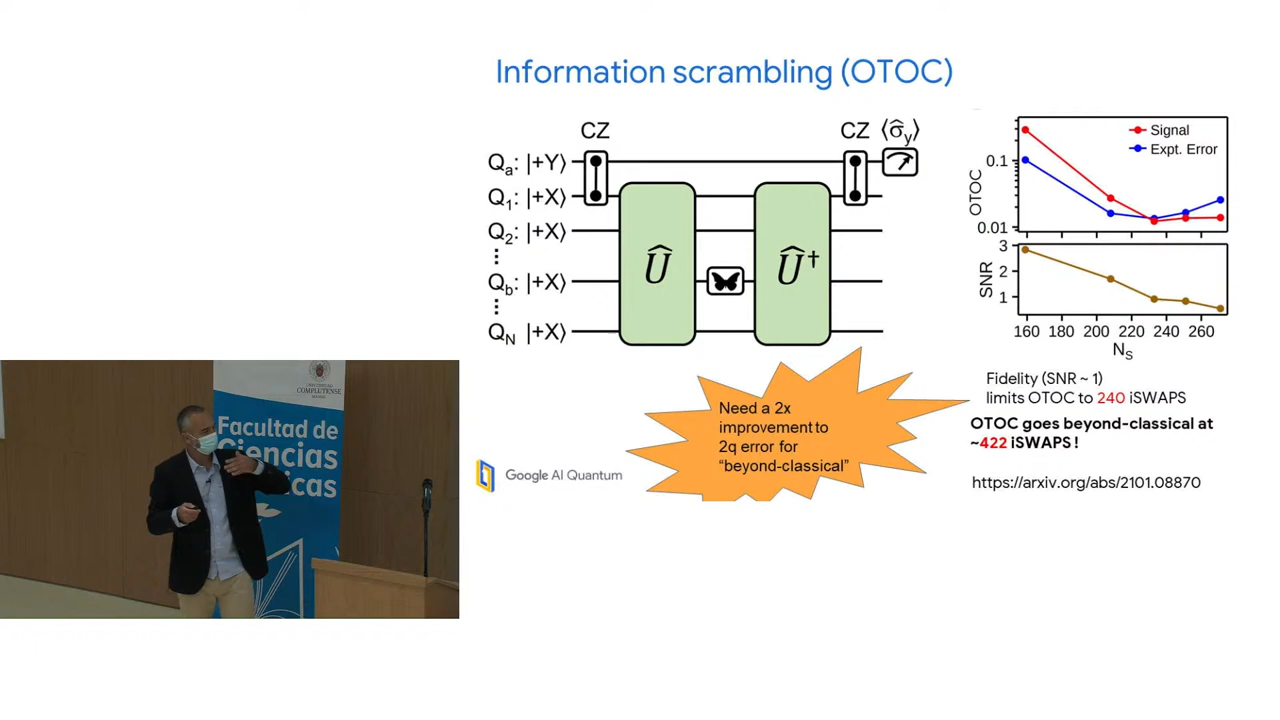 Information scrambling (OTOC)
CZ
CZ
⟨σ̂y⟩
Qa: |+Y⟩
Q1: |+X⟩
Q2: |+X⟩
⋮
Qb: |+X⟩
⋮
QN |+X⟩
Û
Û†
Signal
Expt. Error
OTOC
0.1
0.01
SNR
3
2
1
160 180 200 220 240 260
NS
Fidelity (SNR ~ 1)
limits OTOC to 240 iSWAPS
OTOC goes beyond-classical at
~422 iSWAPS !
https://arxiv.org/abs/2101.08870
Need a 2x
improvement to
2q error for
“beyond-classical”
Google AI Quantum
UNIVERSIDAD
COMPLUTENSE
Facultad de
Ciencias